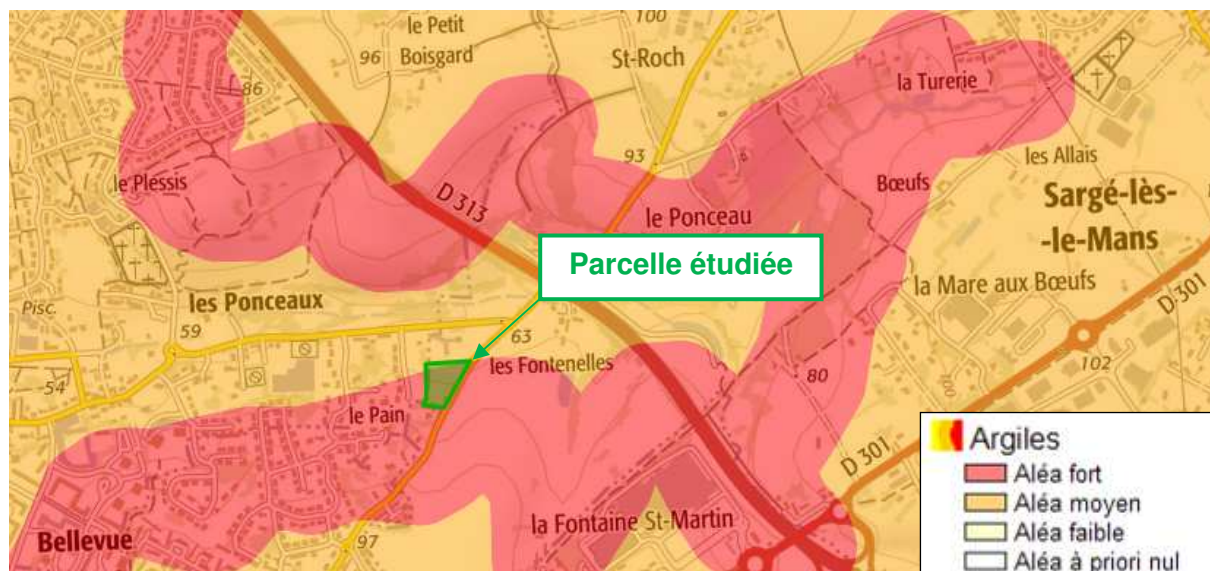 100
le Petit
Boisgard
96
St-Roch
86
la Turerie
93
les Allais
le Plessis
Bœufs
Sargé-lès-
-le-Mans
D 313
le Ponceau
Parcelle étudiée
la Mare aux Bœufs
les Ponceaux
Pisc.
D 301
59
63
102
les Fontenelles
54
80
100
le Pain
D 301
Argiles
Aléa fort
Aléa moyen
Aléa faible
Aléa à priori nul
la Fontaine St-Martin
Bellevue
97